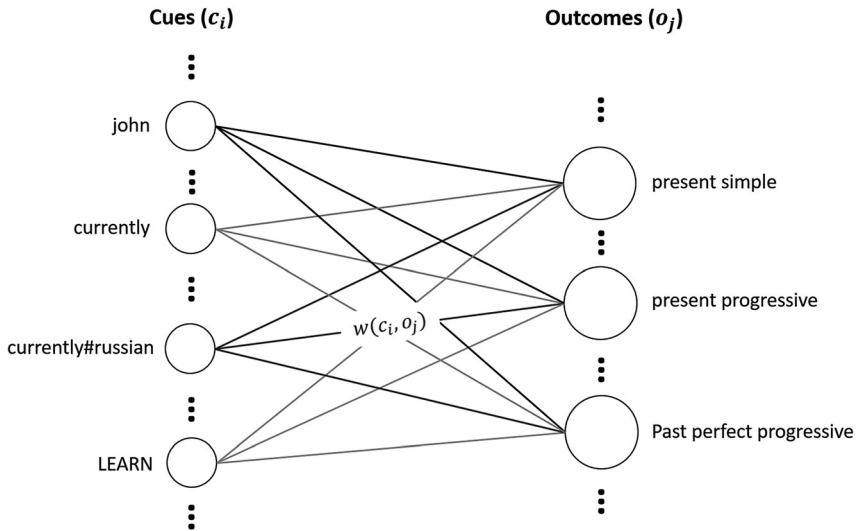 Cues (cᵢ)
Outcomes (oⱼ)
john
currently
currently#russian
LEARN
w(cᵢ, oⱼ)
present simple
present progressive
Past perfect progressive